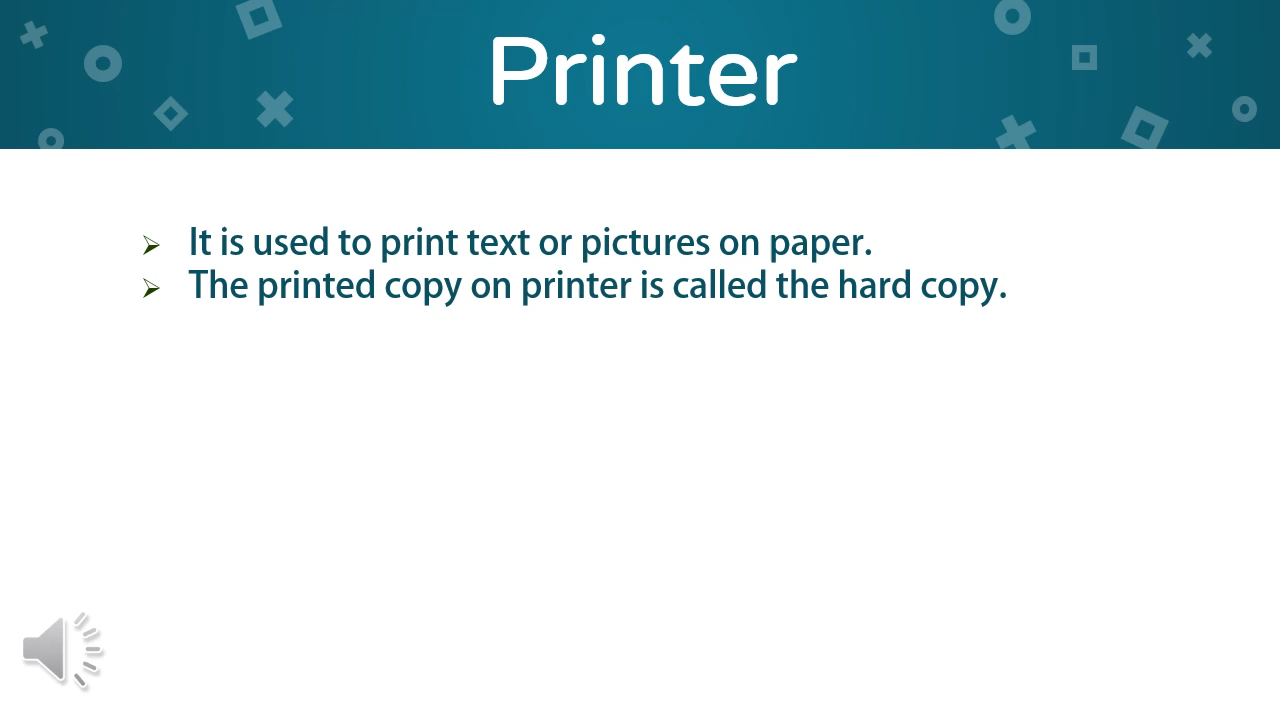 Printer
It is used to print text or pictures on paper.
The printed copy on printer is called the hard copy.